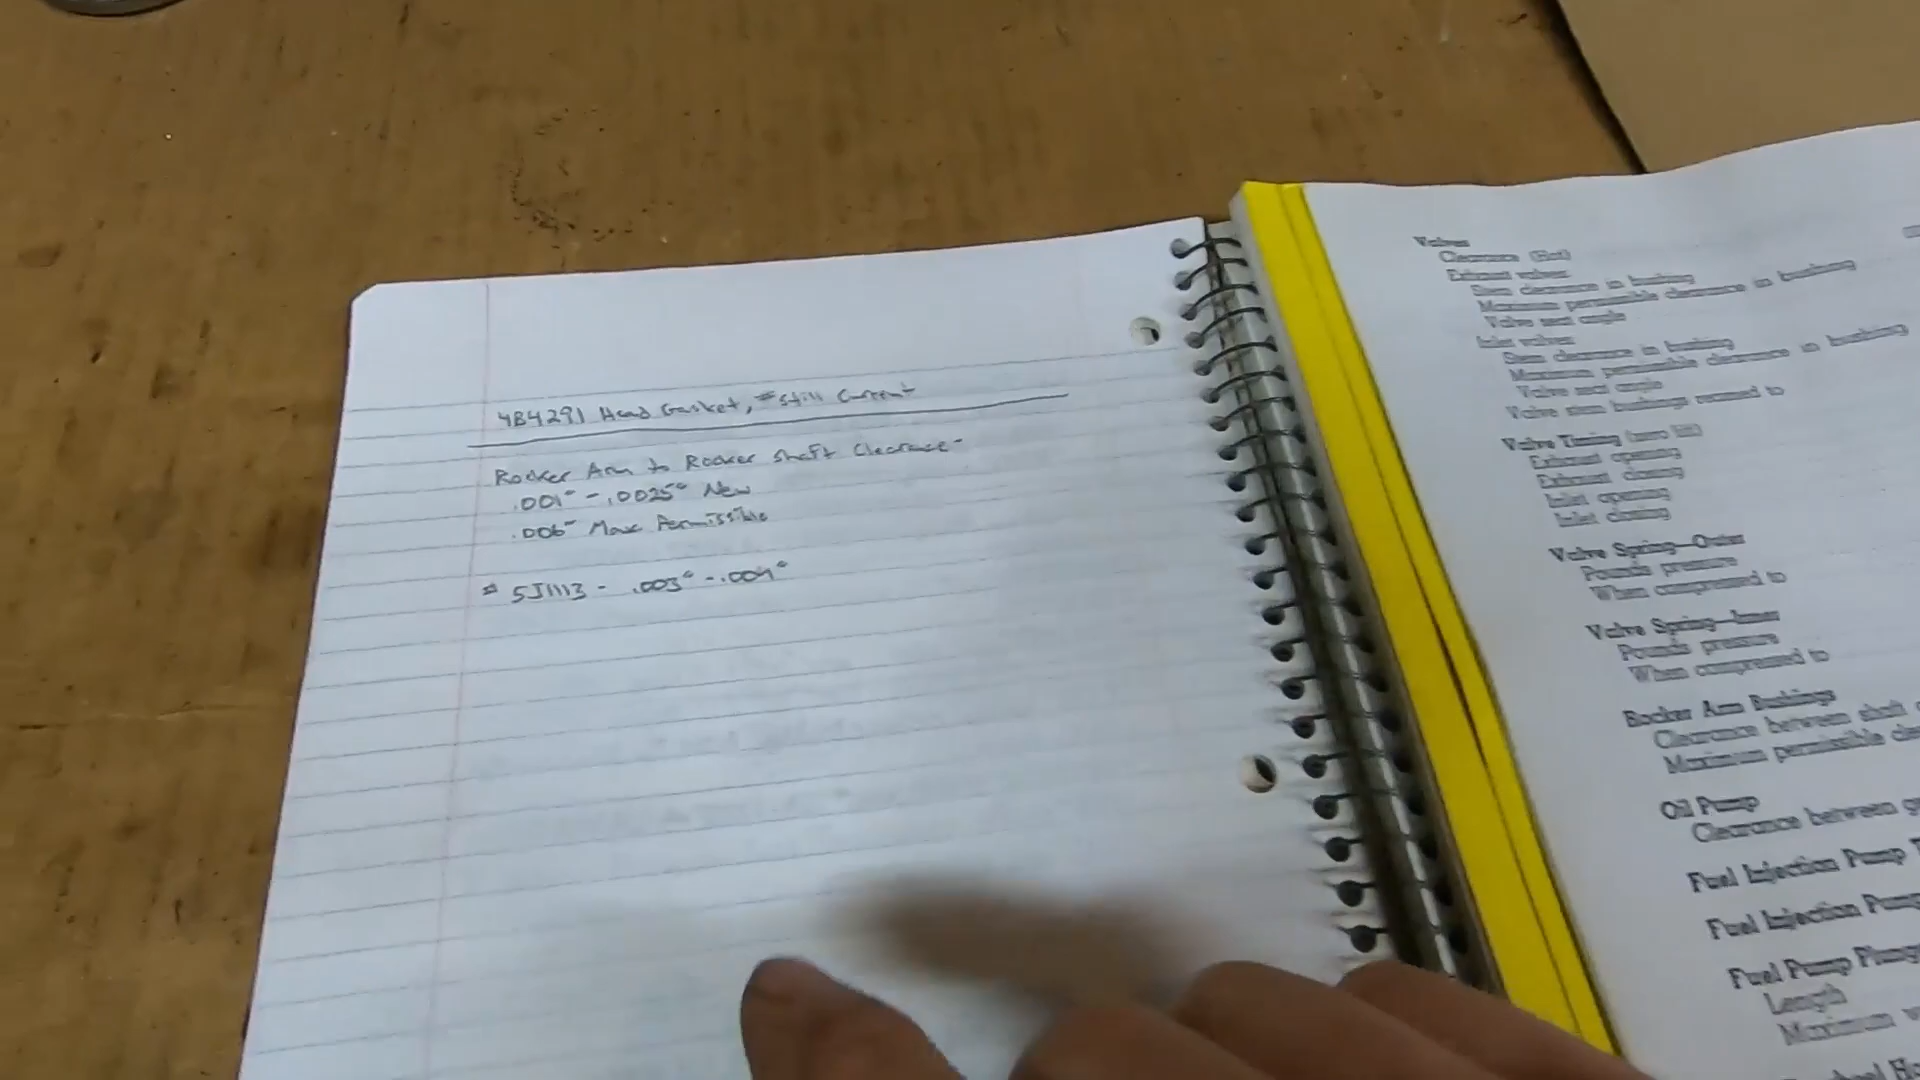 4B4291 Head Gasket, #still Current
Rocker Arm to Rocker Shaft Clearance-
.001" - .0025" New
.006" Max Permissible
# 5J1113 - .003" - .004"
Valves
Clearance (Hot)
Exhaust valves:
Stem clearance in bushing
Maximum permissible clearance in bushing
Valve seat angle
Inlet valves:
Stem clearance in bushing
Maximum permissible clearance in bushing
Valve seat angle
Valve stem bushings reamed to
Valve Timing (zero lift)
Exhaust opening
Exhaust closing
Inlet opening
Inlet closing
Valve Spring—Outer
Pounds pressure
When compressed to
Valve Spring—Inner
Pounds pressure
When compressed to
Rocker Arm Bushings
Clearance between shaft
Maximum permissible
Oil Pump
Clearance between
Fuel Injection Pump
Fuel Injection Pump
Fuel Pump
Length
Maximum